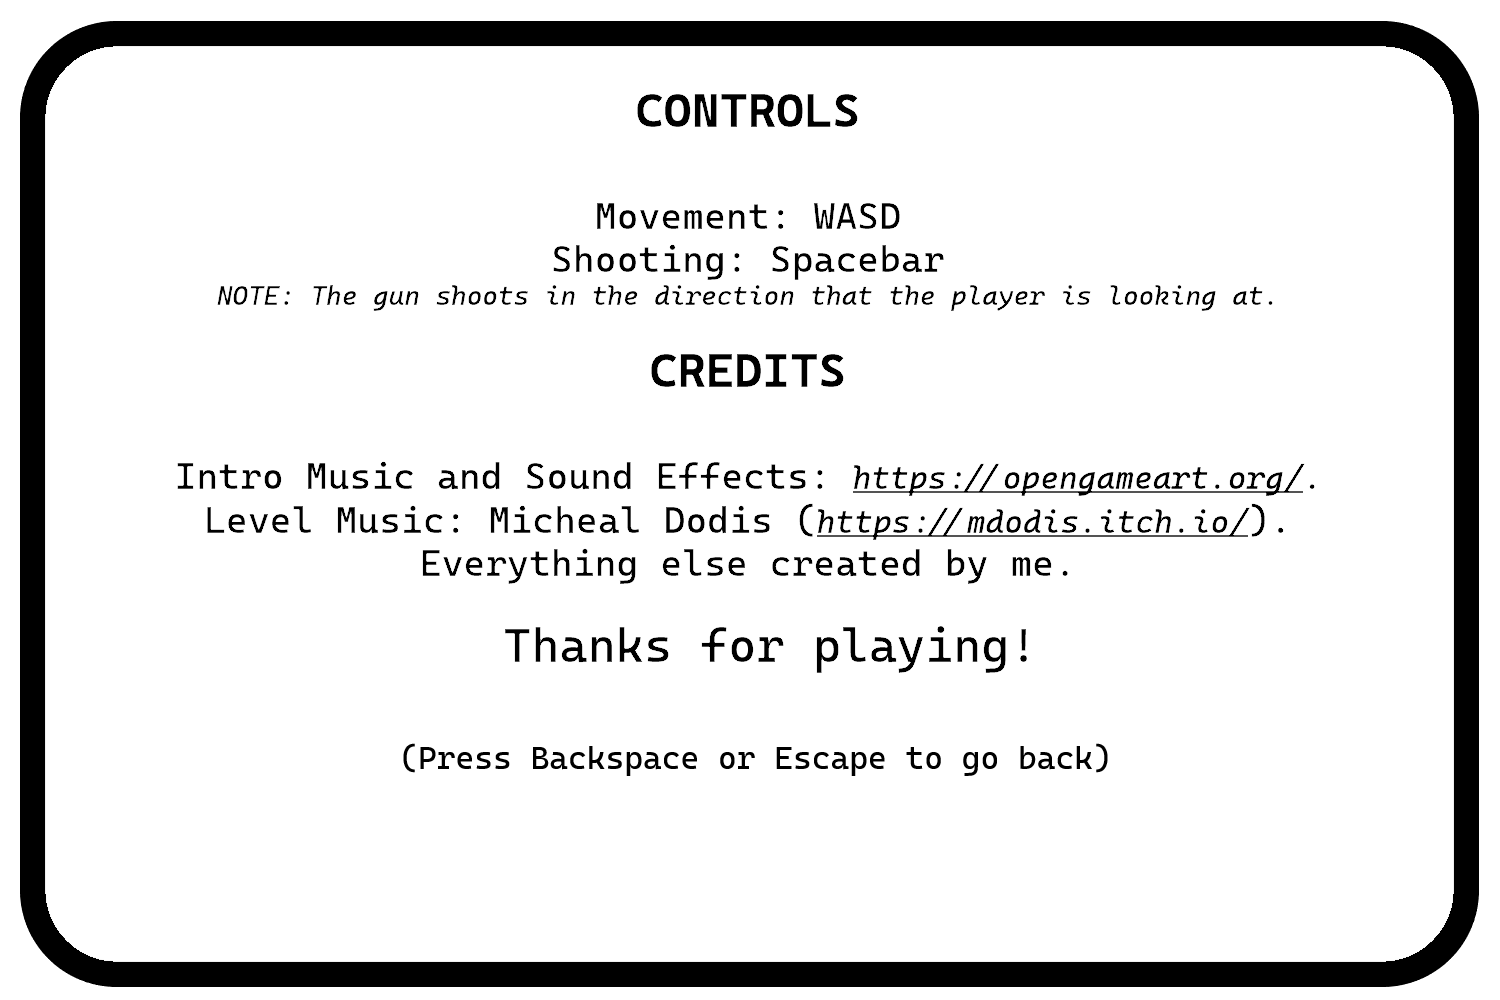 CONTROLS
Movement: WASD
Shooting: Spacebar
NOTE: The gun shoots in the direction that the player is looking at.
CREDITS
Intro Music and Sound Effects: https://opengameart.org/.
Level Music: Micheal Dodis (https://mdodis.itch.io/).
Everything else created by me.
Thanks for playing!
(Press Backspace or Escape to go back)